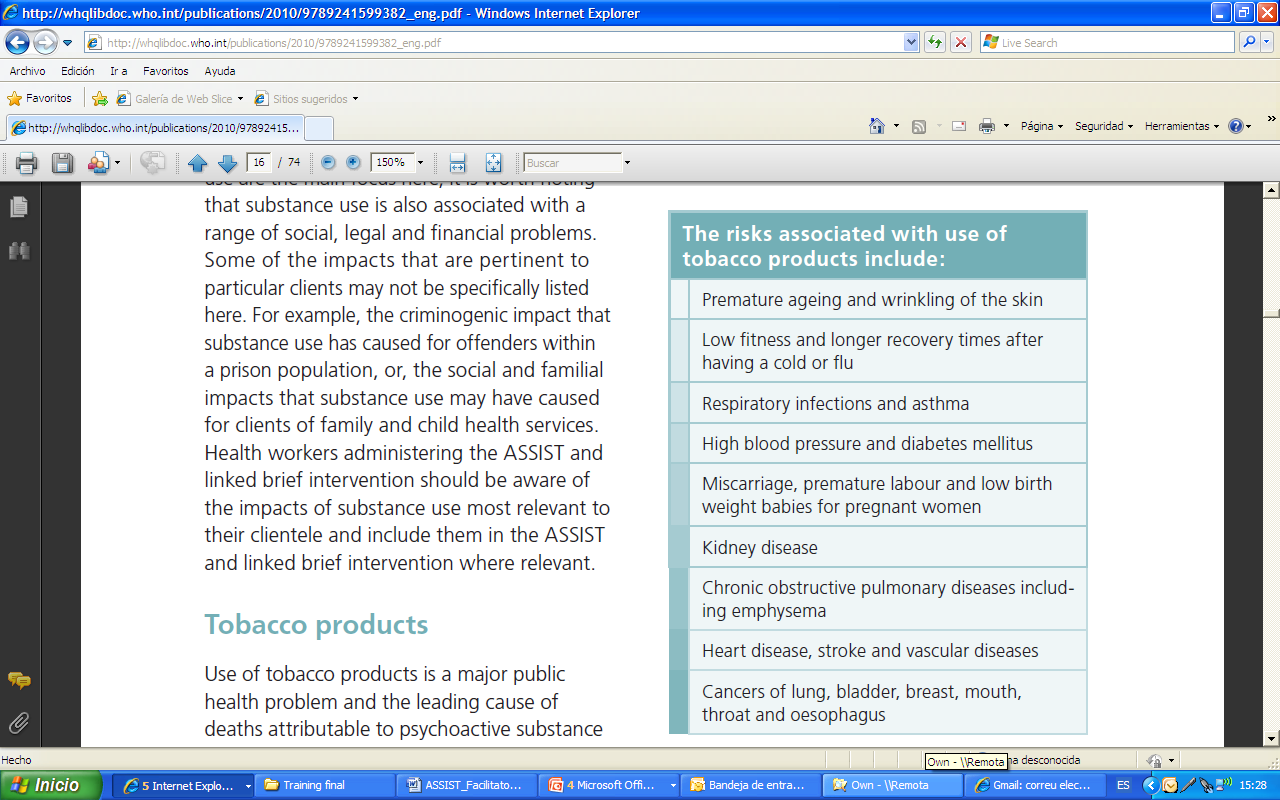 http://whqlibdoc.who.int/publications/2010/9789241599382_eng.pdf - Windows Internet Explorer
http://whqlibdoc.who.int/publications/2010/9789241599382_eng.pdf
Live Search
Archivo Edición Ir a Favoritos Ayuda
Favoritos Galería de Web Slice Sitios sugeridos
http://whqlibdoc.who.int/publications/2010/97892415...
Página Seguridad Herramientas
16 / 74 150% Buscar
use are the main focus here, it is worth noting
that substance use is also associated with a
range of social, legal and financial problems.
Some of the impacts that are pertinent to
particular clients may not be specifically listed
here. For example, the criminogenic impact that
substance use has caused for offenders within
a prison population, or, the social and familial
impacts that substance use may have caused
for clients of family and child health services.
Health workers administering the ASSIST and
linked brief intervention should be aware of
the impacts of substance use most relevant to
their clientele and include them in the ASSIST
and linked brief intervention where relevant.
Tobacco products
Use of tobacco products is a major public
health problem and the leading cause of
deaths attributable to psychoactive substance
The risks associated with use of
tobacco products include:
Premature ageing and wrinkling of the skin
Low fitness and longer recovery times after
having a cold or flu
Respiratory infections and asthma
High blood pressure and diabetes mellitus
Miscarriage, premature labour and low birth
weight babies for pregnant women
Kidney disease
Chronic obstructive pulmonary diseases includ-
ing emphysema
Heart disease, stroke and vascular diseases
Cancers of lung, bladder, breast, mouth,
throat and oesophagus
Hecho Own - \\Remota desconocida
Inicio 5 Internet Explo... Training final ASSIST_Facilitato... 4 Microsoft Offi... Bandeja de entra... Own - \\Remota Gmail: correu elec... ES 15:28